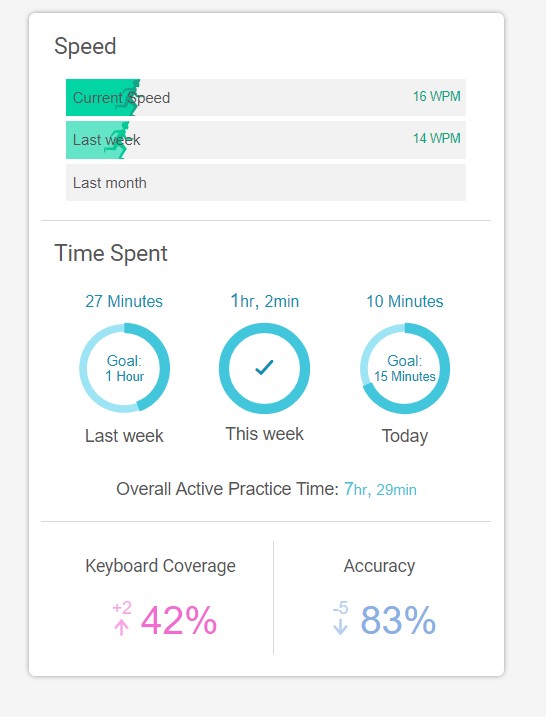 Speed
Current Speed 16 WPM
Last week 14 WPM
Last month
Time Spent
27 Minutes 1hr, 2min 10 Minutes
Goal: Goal:
1 Hour 15 Minutes
Last week This week Today
Overall Active Practice Time: 7hr, 29min
Keyboard Coverage Accuracy
+2 42% -5 83%